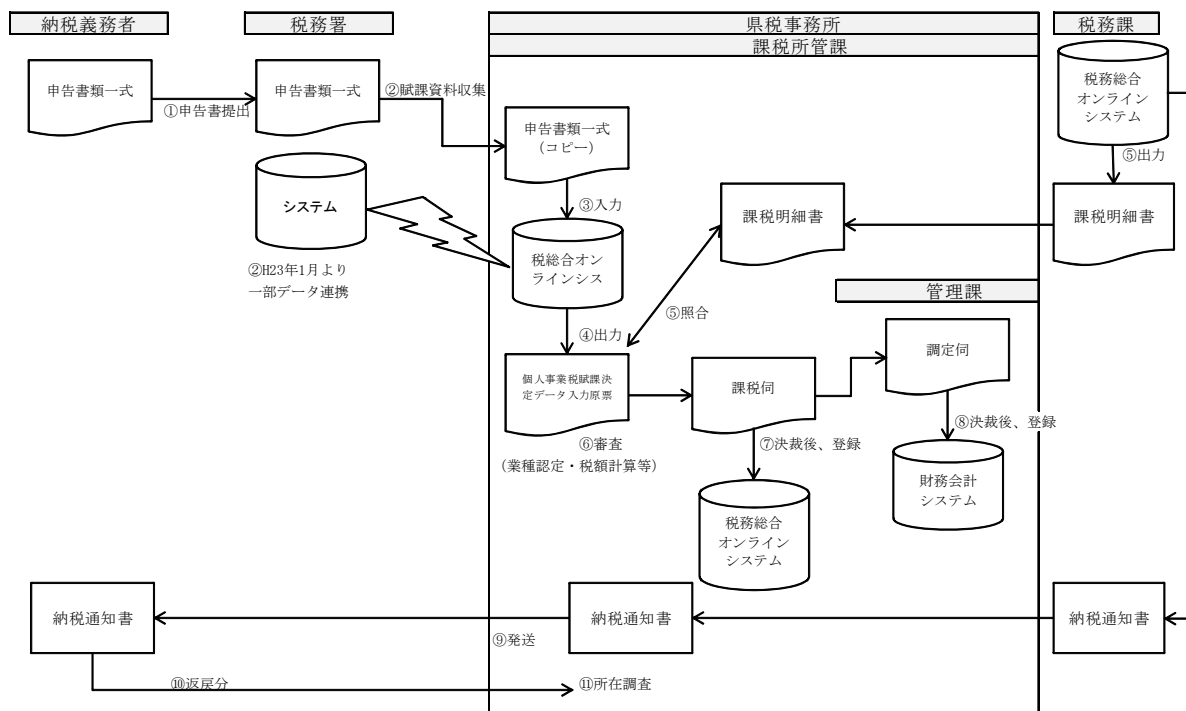 納税義務者
税務署
県税事務所
税務課
課税所管課
申告書類一式
①申告書提出
申告書類一式
②賦課資料収集
申告書類一式
(コピー)
税務総合
オンライン
システム
⑤出力
システム
③入力
課税明細書
課税明細書
②H23年1月より
一部データ連携
税総合オン
ラインシス
管理課
⑤照合
④出力
調定伺
個人事業税賦課決
定データ入力原票
課税伺
⑥審査
(業種認定・税額計算等)
⑦決裁後、登録
⑧決裁後、登録
財務会計
システム
税務総合
オンライン
システム
納税通知書
納税通知書
納税通知書
⑨発送
⑩返戻分
⑪所在調査